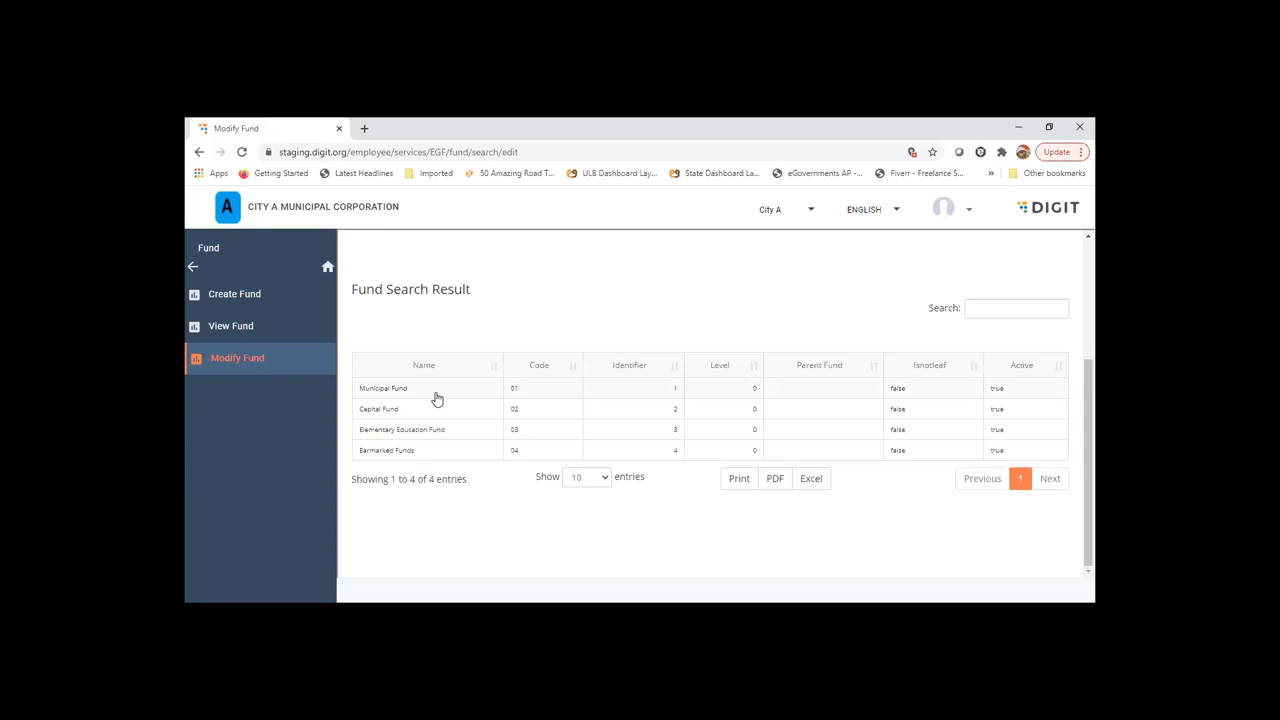 Modify Fund
staging.digit.org/employee/services/EGF/fund/search/edit
Update
Apps Getting Started Latest Headlines Imported 50 Amazing Road T... ULB Dashboard Lay... State Dashboard La... eGovernments AP -... Fiverr - Freelance S... » Other bookmarks
A CITY A MUNICIPAL CORPORATION City A ENGLISH DIGIT
Fund
Create Fund
View Fund
Modify Fund
Fund Search Result
Search:
Name Code Identifier Level Parent Fund Isnotleaf Active
Municipal Fund 01 1 0 false true
Capital Fund 02 2 0 false true
Elementary Education Fund 03 3 0 false true
Earmarked Funds 04 4 0 false true
Showing 1 to 4 of 4 entries Show 10 entries Print PDF Excel Previous 1 Next